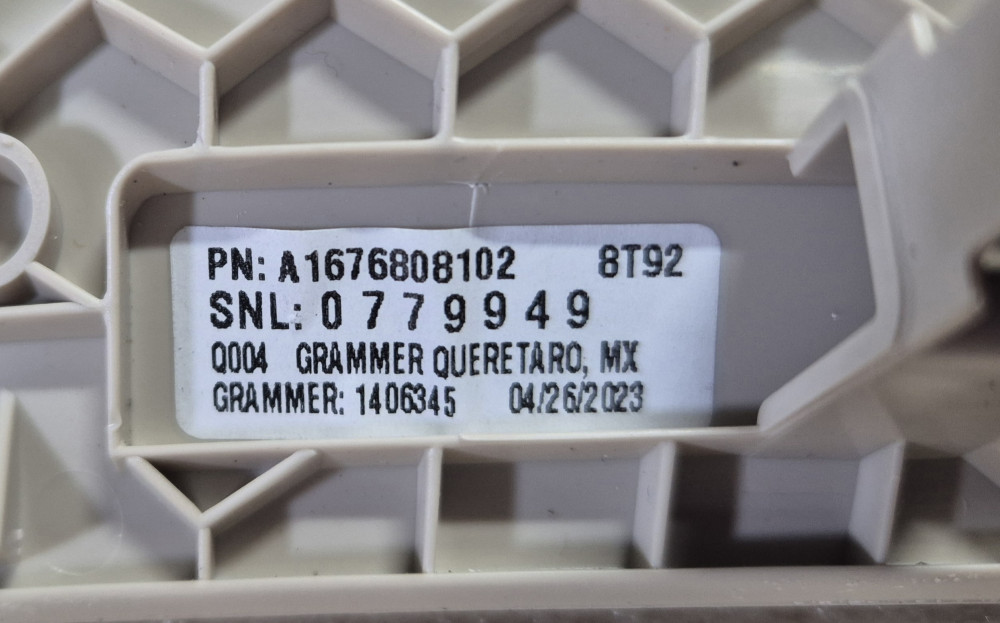 PN: A1676808102 8T92
SNL: 0779949
Q004 GRAMMER QUERETARO, MX
GRAMMER: 1406345 04/26/2023